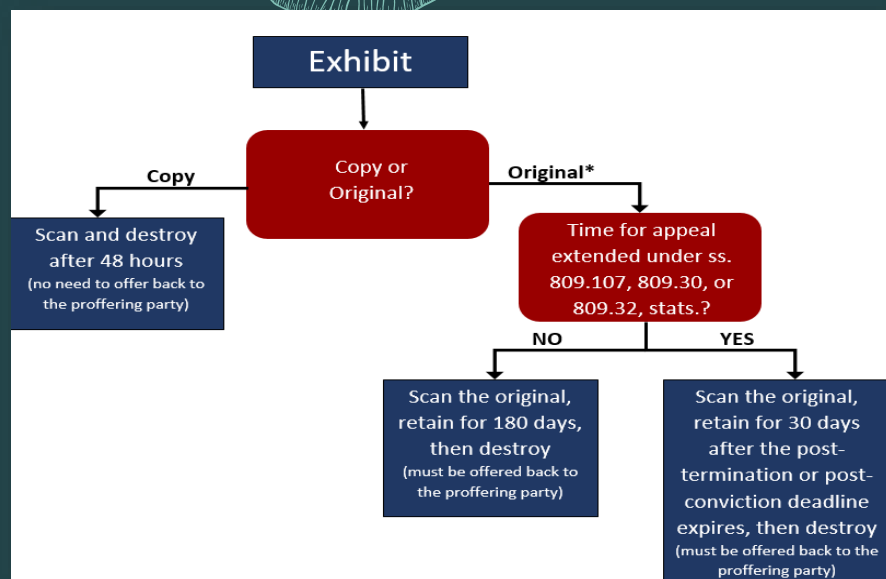 Exhibit
Copy or
Original?
Copy
Original*
Scan and destroy
after 48 hours
(no need to offer back to
the proffering party)
Time for appeal
extended under ss.
809.107, 809.30, or
809.32, stats.?
NO
YES
Scan the original,
retain for 180 days,
then destroy
(must be offered back to
the proffering party)
Scan the original,
retain for 30 days
after the post-
termination or post-
conviction deadline
expires, then destroy
(must be offered back to the
proffering party)